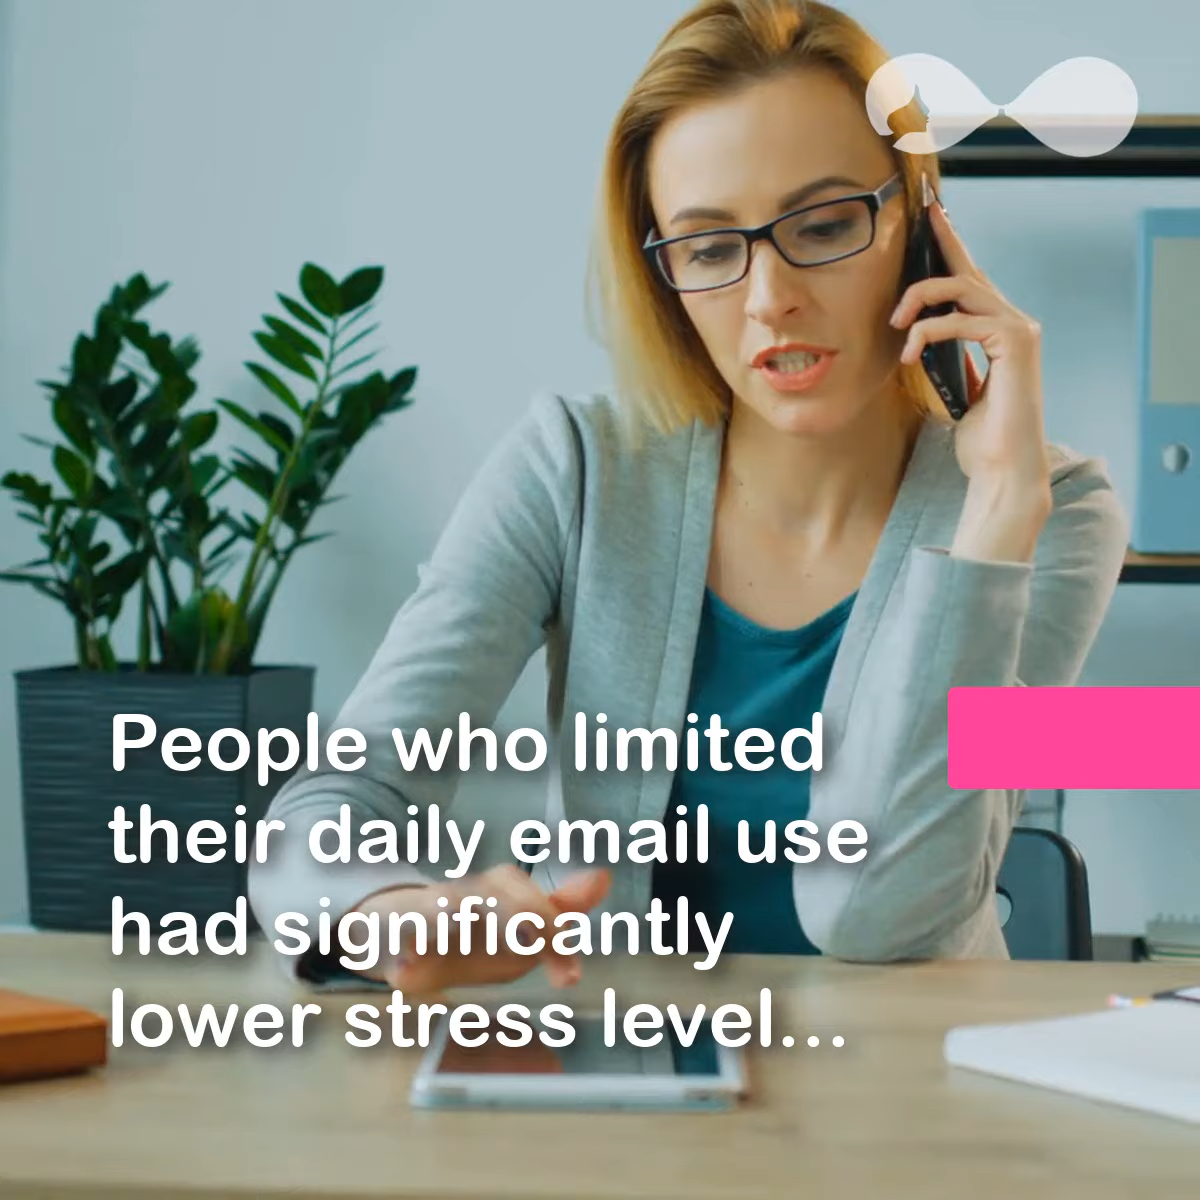 People who limited
their daily email use
had significantly
lower stress level...